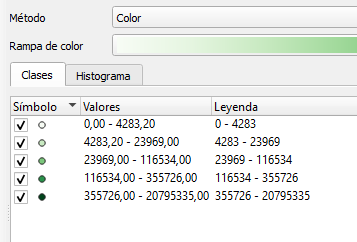 Método Color
Rampa de color
Clases Histograma
Símbolo Valores Leyenda
0,00 - 4283,20 0 - 4283
4283,20 - 23969,00 4283 - 23969
23969,00 - 116534,00 23969 - 116534
116534,00 - 355726,00 116534 - 355726
355726,00 - 20795335,00 355726 - 20795335